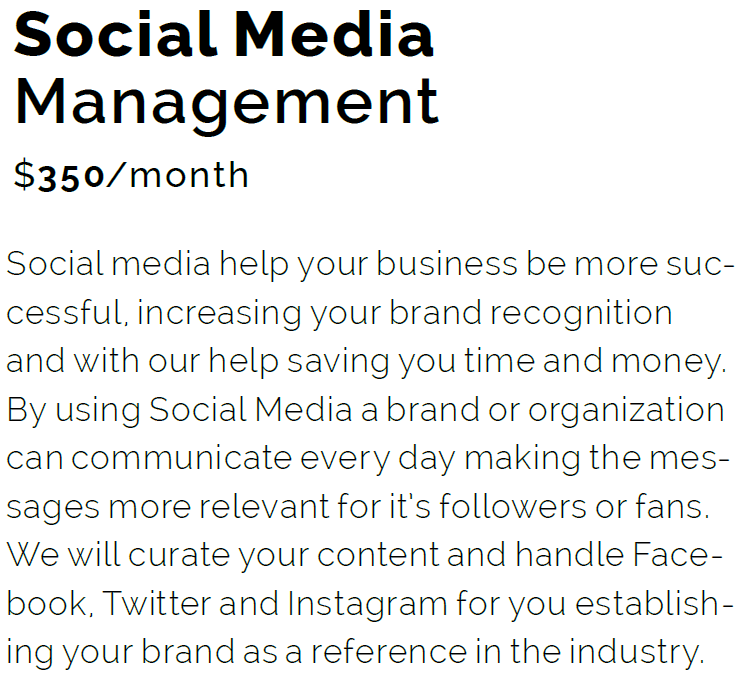 Social Media
Management
$350/month
Social media help your business be more suc-
cessful, increasing your brand recognition
and with our help saving you time and money.
By using Social Media a brand or organization
can communicate every day making the mes-
sages more relevant for it's followers or fans.
We will curate your content and handle Face-
book, Twitter and Instagram for you establish-
ing your brand as a reference in the industry.